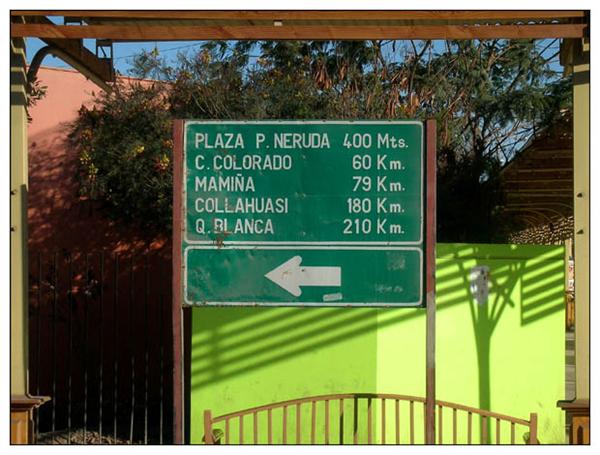 PLAZA P. NERUDA 400 Mts.
C. COLORADO 60 Km.
MAMIÑA 79 Km.
COLLAHUASI 180 Km.
Q. BLANCA 210 Km.